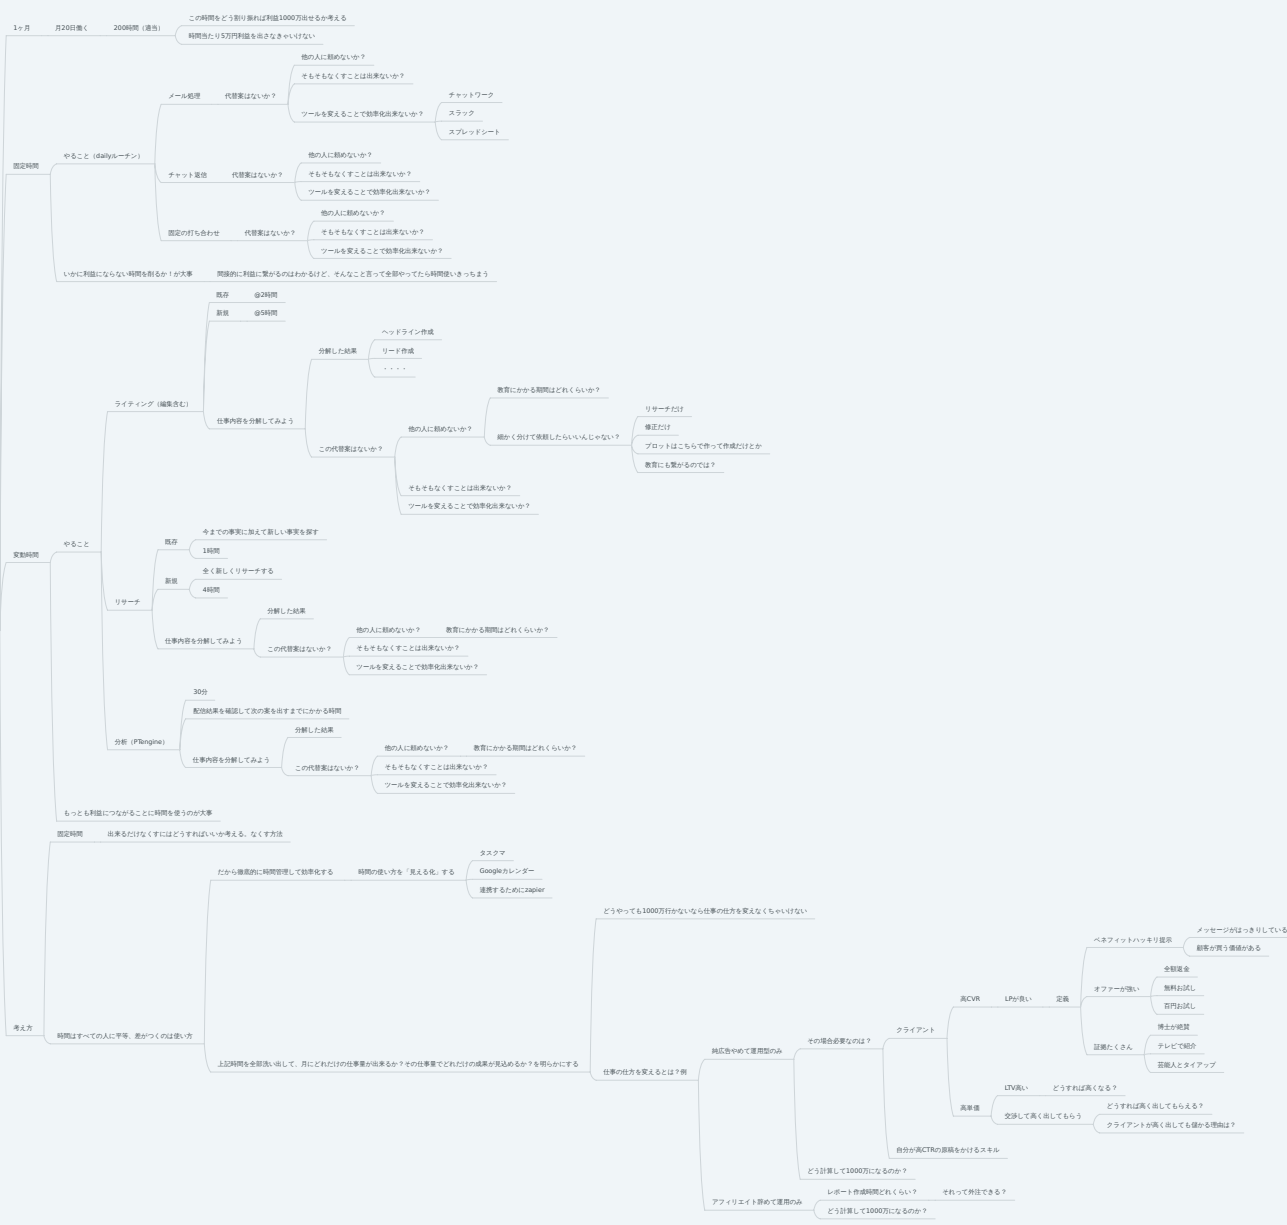 1ヶ月
月20日働く
200時間（適当）
この時間をどう割り振れば利益1000万出せるか考える
時間当たり5万円利益を出さなきゃいけない
固定時間
やること（dailyルーチン）
メール処理
代替案はないか？
他の人に頼めないか？
そもそもなくすことは出来ないか？
ツールを変えることで効率化出来ないか？
チャットワーク
スラック
スプレッドシート
チャット返信
代替案はないか？
他の人に頼めないか？
そもそもなくすことは出来ないか？
ツールを変えることで効率化出来ないか？
固定の打ち合わせ
代替案はないか？
他の人に頼めないか？
そもそもなくすことは出来ないか？
ツールを変えることで効率化出来ないか？
いかに利益にならない時間を削るか！が大事
間接的に利益に繋がるのはわかるけど、そんなこと言って全部やってたら時間使いきっちまう
変動時間
やること
ライティング（編集含む）
既存
@2時間
新規
@5時間
仕事内容を分解してみよう
分解した結果
ヘッドライン作成
リード作成
・・・・
この代替案はないか？
他の人に頼めないか？
教育にかかる期間はどれくらいか？
細かく分けて依頼したらいいんじゃない？
リサーチだけ
修正だけ
プロットはこちらで作って作成だけとか
教育にも繋がるのでは？
そもそもなくすことは出来ないか？
ツールを変えることで効率化出来ないか？
リサーチ
既存
今までの事実に加えて新しい事実を探す
1時間
新規
全く新しくリサーチする
4時間
仕事内容を分解してみよう
分解した結果
この代替案はないか？
他の人に頼めないか？
教育にかかる期間はどれくらいか？
そもそもなくすことは出来ないか？
ツールを変えることで効率化出来ないか？
分析（PTengine）
30分
配信結果を確認して次の案を出すまでにかかる時間
仕事内容を分解してみよう
分解した結果
この代替案はないか？
他の人に頼めないか？
教育にかかる期間はどれくらいか？
そもそもなくすことは出来ないか？
ツールを変えることで効率化出来ないか？
もっとも利益につながることに時間を使うのが大事
考え方
固定時間
出来るだけなくすにはどうすればいいか考える。なくす方法
時間はすべての人に平等、差がつくのは使い方
だから徹底的に時間管理して効率化する
時間の使い方を「見える化」する
タスクマ
Googleカレンダー
連携するためにzapier
上記時間を全部洗い出して、月にどれだけの仕事量が出来るか？その仕事量でどれだけの成果が見込めるか？を明らかにする
どうやっても1000万行かないなら仕事の仕方を変えなくちゃいけない
仕事の仕方を変えるとは？例
純広告やめて運用型のみ
その場合必要なのは？
クライアント
高CVR
LPが良い
定義
ベネフィットハッキリ提示
メッセージがはっきりしている
顧客が買う価値がある
オファーが強い
全額返金
無料お試し
百円お試し
証拠たくさん
博士が絶賛
テレビで紹介
芸能人とタイアップ
高単価
LTV高い
どうすれば高くなる？
交渉して高く出してもらう
どうすれば高く出してもらえる？
クライアントが高く出しても儲かる理由は？
自分が高CTRの原稿をかけるスキル
どう計算して1000万になるのか？
アフィリエイト辞めて運用のみ
レポート作成時間どれくらい？
それって外注できる？
どう計算して1000万になるのか？